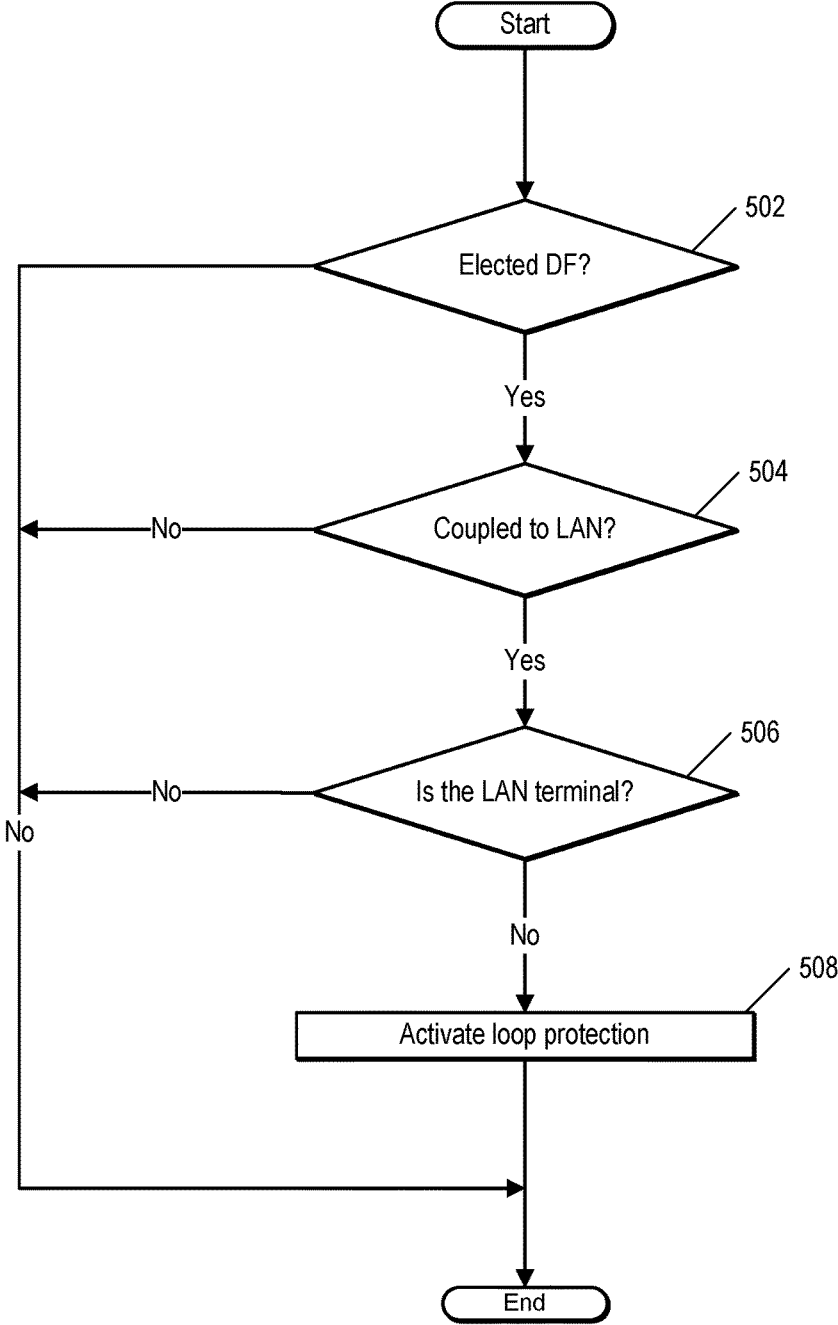 Start
502
Elected DF?
Yes
504
Coupled to LAN?
No
Yes
506
Is the LAN terminal?
No
No
No
508
Activate loop protection
End